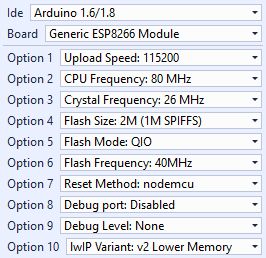 Ide Arduino 1.6/1.8
Board Generic ESP8266 Module
Option 1 Upload Speed: 115200
Option 2 CPU Frequency: 80 MHz
Option 3 Crystal Frequency: 26 MHz
Option 4 Flash Size: 2M (1M SPIFFS)
Option 5 Flash Mode: QIO
Option 6 Flash Frequency: 40MHz
Option 7 Reset Method: nodemcu
Option 8 Debug port: Disabled
Option 9 Debug Level: None
Option 10 lwIP Variant: v2 Lower Memory